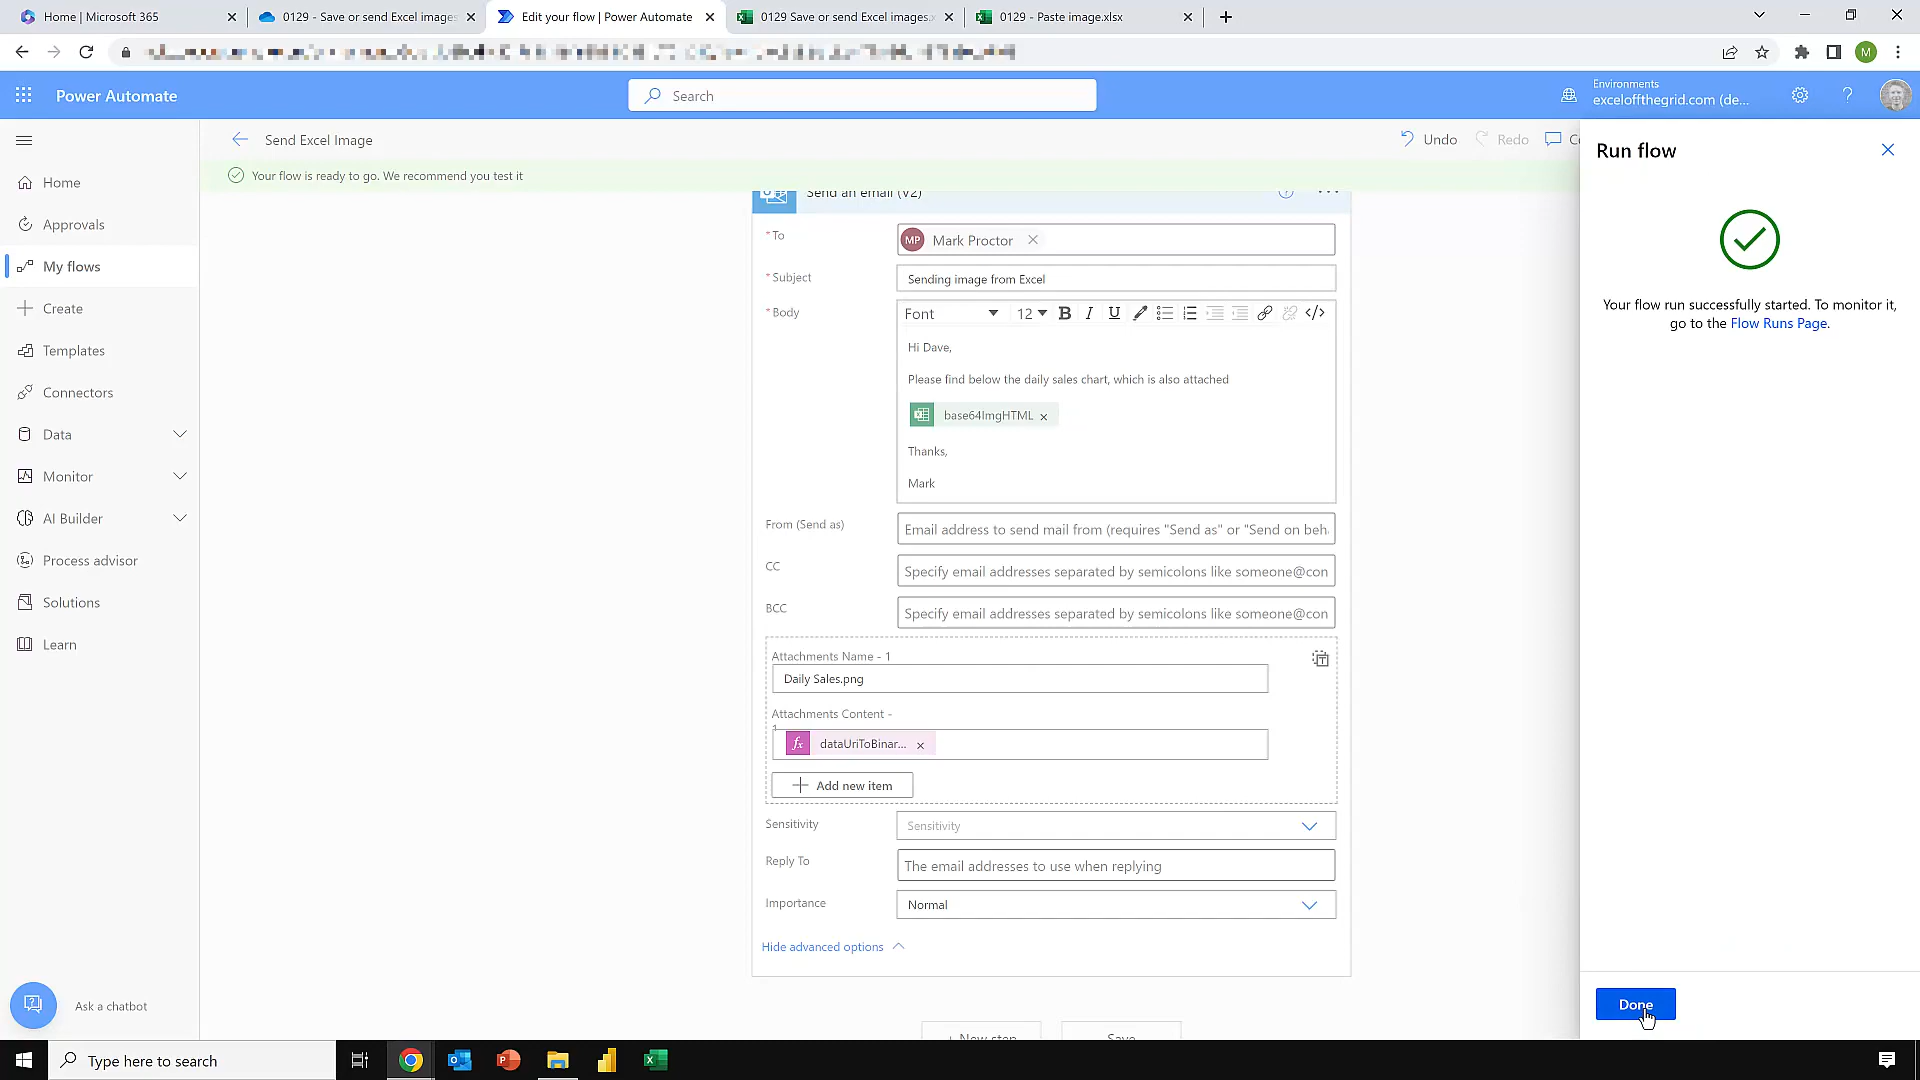 Home | Microsoft 365
0129 - Save or send Excel images
Edit your flow | Power Automate
0129 Save or send Excel images.
0129 - Paste image.xlsx
M
Power Automate
Search
Environments
exceloffthegrid.com (de...
Send Excel Image
Undo
Redo
Run flow
Your flow is ready to go. We recommend you test it
Home
Approvals
My flows
Create
Templates
Connectors
Data
Monitor
AI Builder
Process advisor
Solutions
Learn
Ask a chatbot
Send an email (V2)
* To
MP Mark Proctor
* Subject
Sending image from Excel
* Body
Font 12 B I U </>
Hi Dave,
Please find below the daily sales chart, which is also attached
base64ImgHTML
Thanks,
Mark
From (Send as)
Email address to send mail from (requires "Send as" or "Send on beh
CC
Specify email addresses separated by semicolons like someone@con
BCC
Specify email addresses separated by semicolons like someone@con
Attachments Name - 1
Daily Sales.png
Attachments Content -
1
fx dataUriToBinar...
Add new item
Sensitivity
Sensitivity
Reply To
The email addresses to use when replying
Importance
Normal
Hide advanced options
+ New step
Save
Your flow run successfully started. To monitor it,
go to the Flow Runs Page.
Done
Type here to search